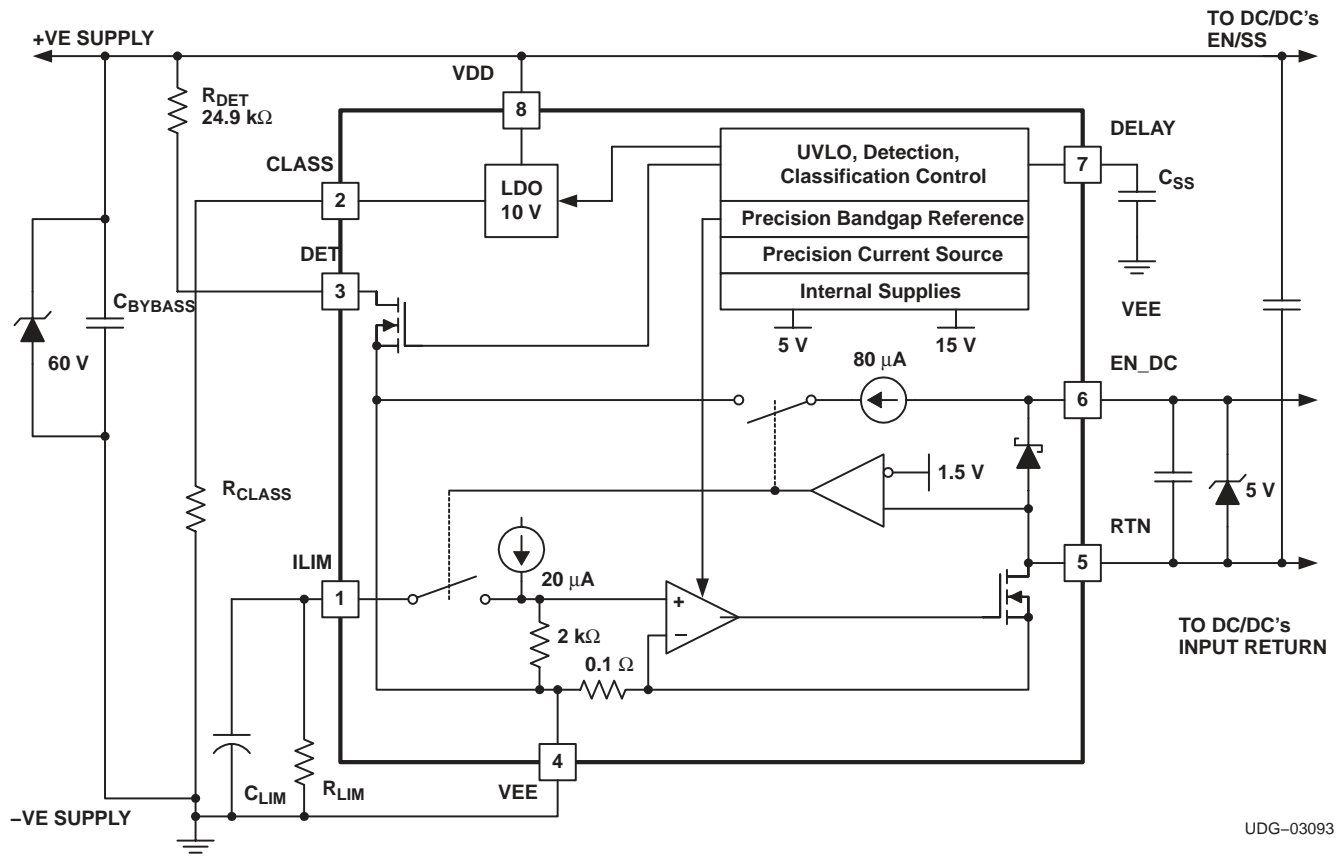 TO DC/DC's
EN/SS
+VE SUPPLY
VDD
RDET
24.9 kΩ
8
DELAY
CLASS
UVLO, Detection,
Classification Control
7
CSS
2
LDO
10 V
Precision Bandgap Reference
DET
Precision Current Source
3
Internal Supplies
CBYBASS
VEE
60 V
5 V
15 V
80 μA
EN_DC
6
1.5 V
RCLASS
5 V
RTN
ILIM
5
20 μA
1
+
−
2 kΩ
0.1 Ω
TO DC/DC's
INPUT RETURN
4
CLIM
RLIM
VEE
−VE SUPPLY
UDG−03093